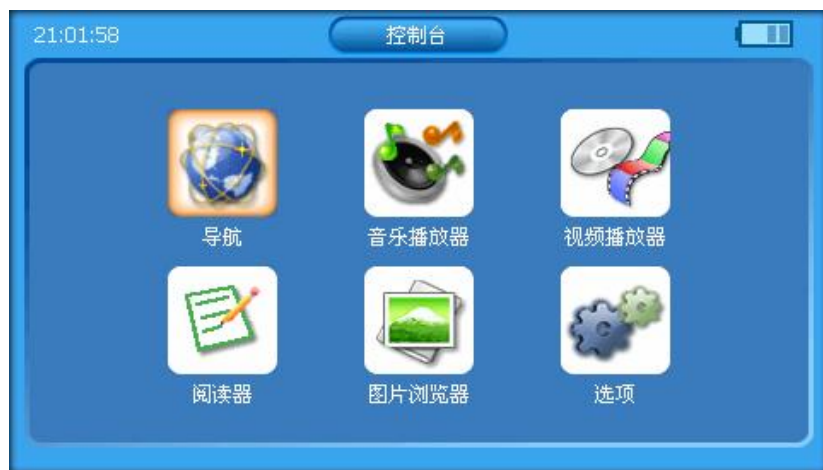 21:01:58
控制台
导航
音乐播放器
视频播放器
阅读器
图片浏览器
选项